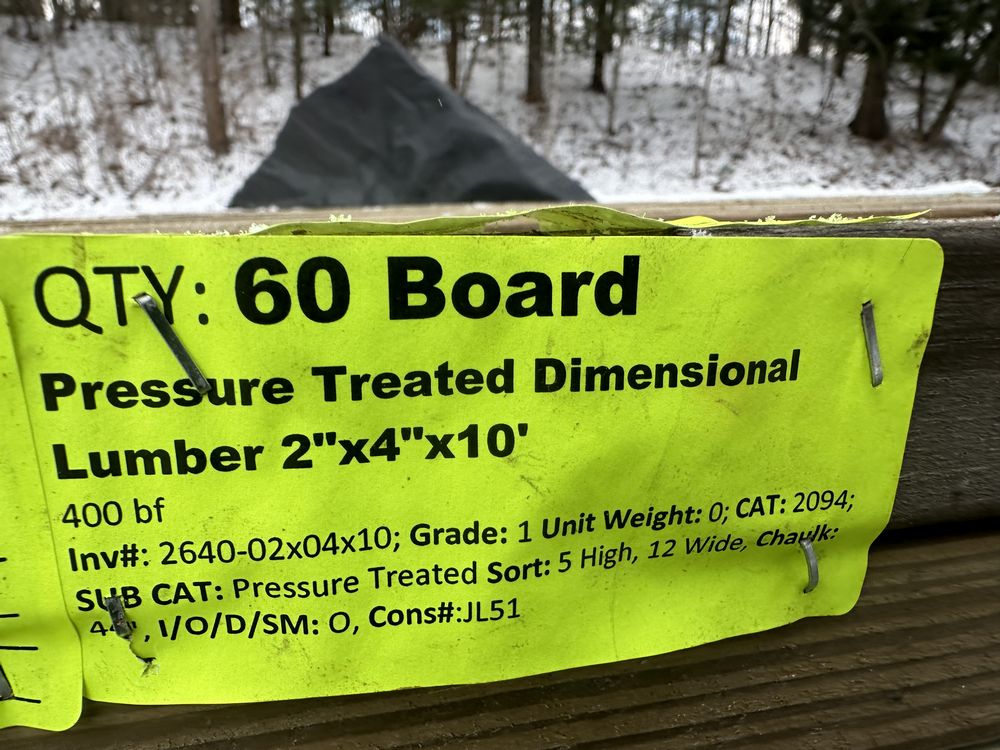 QTY: 60 Board
Pressure Treated Dimensional
Lumber 2"x4"x10'
400 bf
Inv#: 2640-02x04x10; Grade: 1 Unit Weight: 0; CAT: 2094;
SUB CAT: Pressure Treated Sort: 5 High, 12 Wide, Chaulk:
44", I/O/D/SM: O, Cons#:JL51